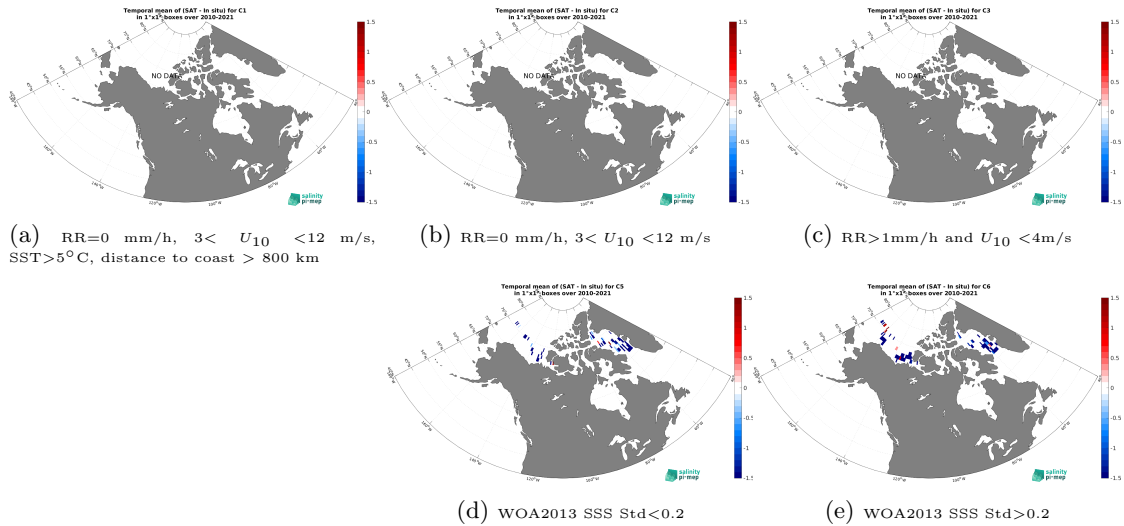 Temporal mean of (SAT - In situ) for C1
in 1°x1° boxes over 2010-2021
NO DATA
1.5
1
0.5
0
-0.5
-1
-1.5
salinity
pi-mep
Temporal mean of (SAT - In situ) for C2
in 1°x1° boxes over 2010-2021
NO DATA
1.5
1
0.5
0
-0.5
-1
-1.5
salinity
pi-mep
Temporal mean of (SAT - In situ) for C3
in 1°x1° boxes over 2010-2021
NO DATA
1.5
1
0.5
0
-0.5
-1
-1.5
salinity
pi-mep
(a) RR=0 mm/h, 3< U10 <12 m/s,
SST>5°C, distance to coast > 800 km
(b) RR=0 mm/h, 3< U10 <12 m/s
(c) RR>1mm/h and U10 <4m/s
Temporal mean of (SAT - In situ) for C5
in 1°x1° boxes over 2010-2021
1.5
1
0.5
0
-0.5
-1
-1.5
salinity
pi-mep
Temporal mean of (SAT - In situ) for C6
in 1°x1° boxes over 2010-2021
1.5
1
0.5
0
-0.5
-1
-1.5
salinity
pi-mep
(d) WOA2013 SSS Std<0.2
(e) WOA2013 SSS Std>0.2